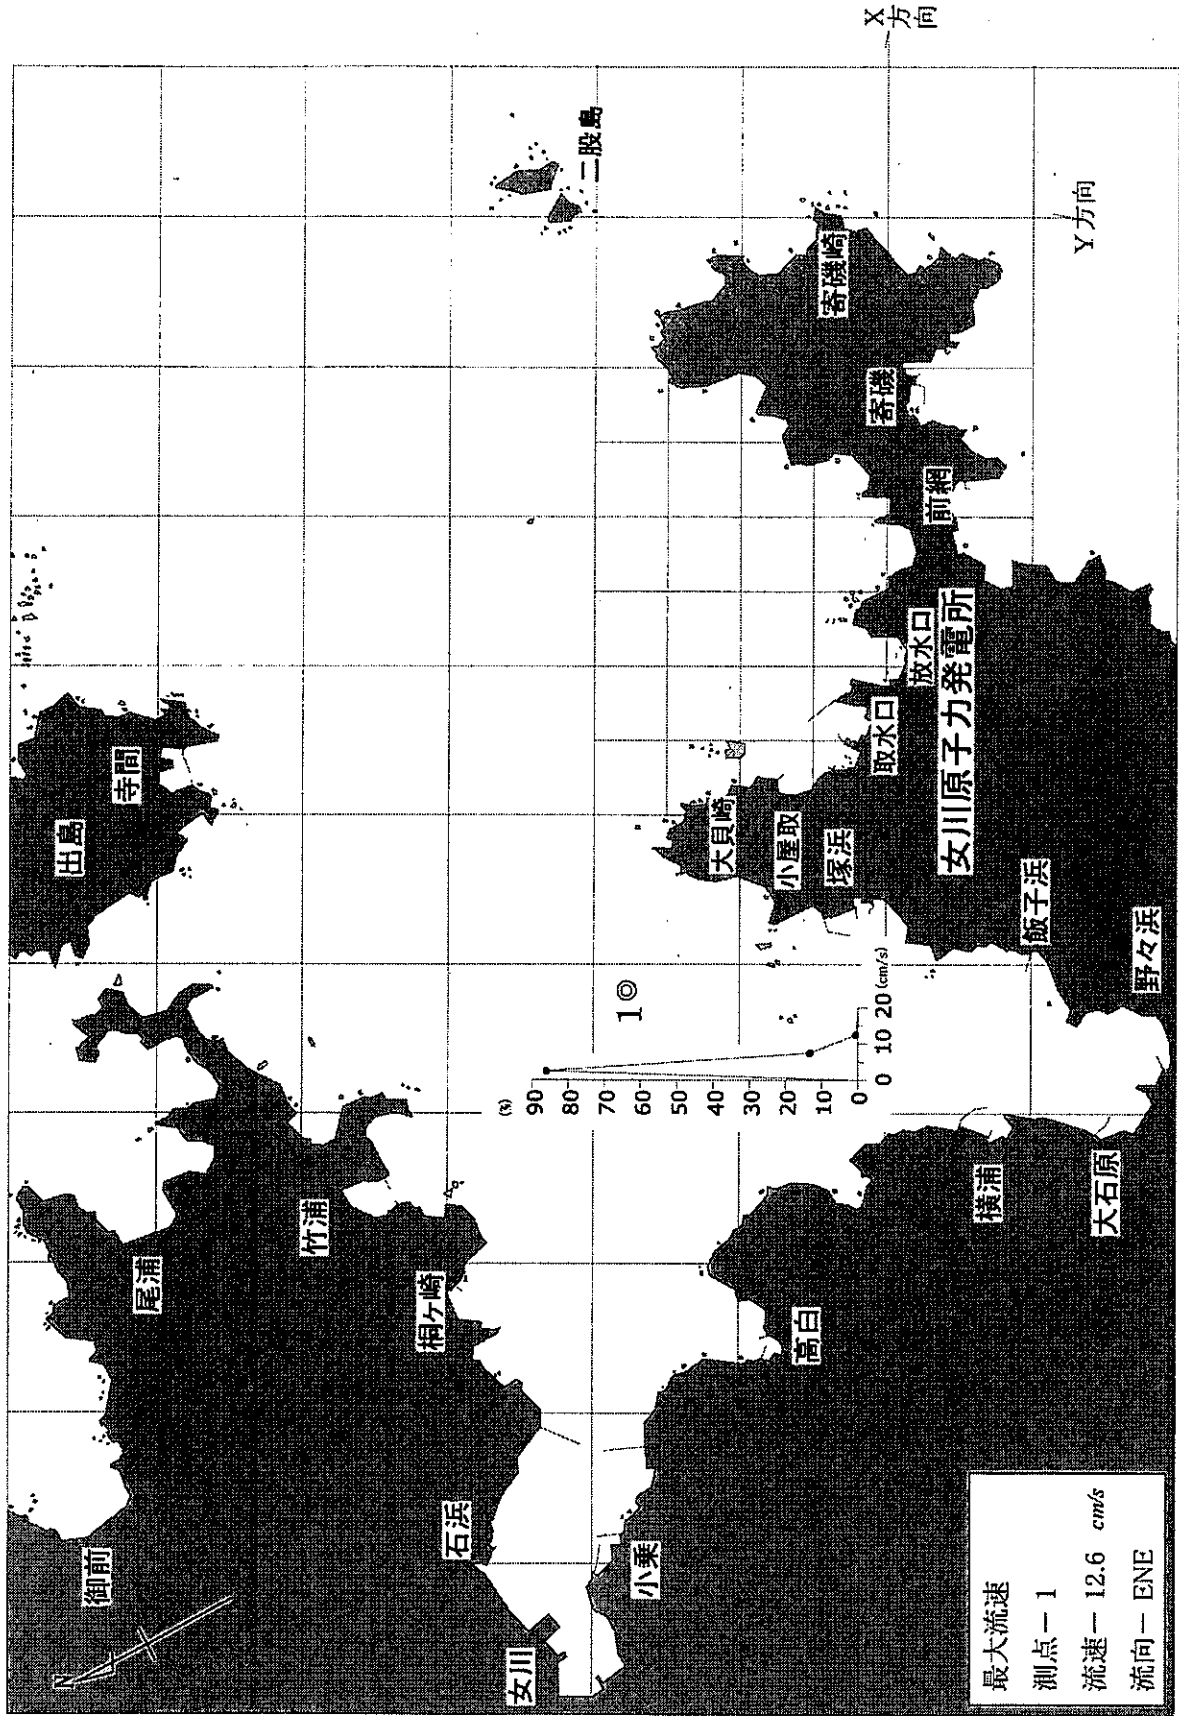 N
御前
尾浦
竹浦
桐ケ崎
石浜
女川
小乗
高白
横浦
大石原
野々浜
飯子浜
塚浜
小屋取
大貝崎
取水口
放水口
女川原子力発電所
前網
寄磯
寄磯崎
二股島
出島
寺間
X方向
Y方向
1◎
(%)
90
80
70
60
50
40
30
20
10
0
0 10 20 (cm/s)
最大流速
測点－1
流速－12.6 cm/s
流向－ENE